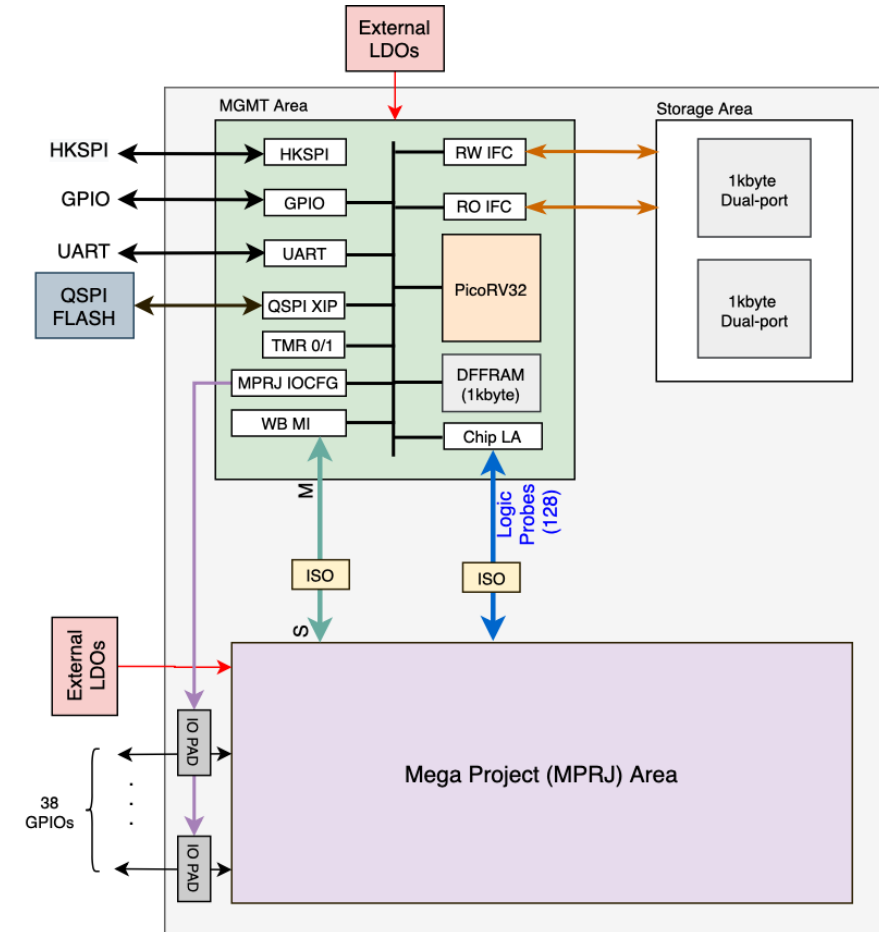 External
LDOs
MGMT Area
Storage Area
HKSPI
HKSPI
RW IFC
1kbyte
Dual-port
GPIO
GPIO
RO IFC
UART
UART
PicoRV32
QSPI
FLASH
QSPI XIP
1kbyte
Dual-port
TMR 0/1
MPRJ IOCFG
DFFRAM
(1kbyte)
WB MI
Chip LA
M
Logic
Probes
(128)
ISO
ISO
S
External
LDOs
IO PAD
Mega Project (MPRJ) Area
38
GPIOs
IO PAD